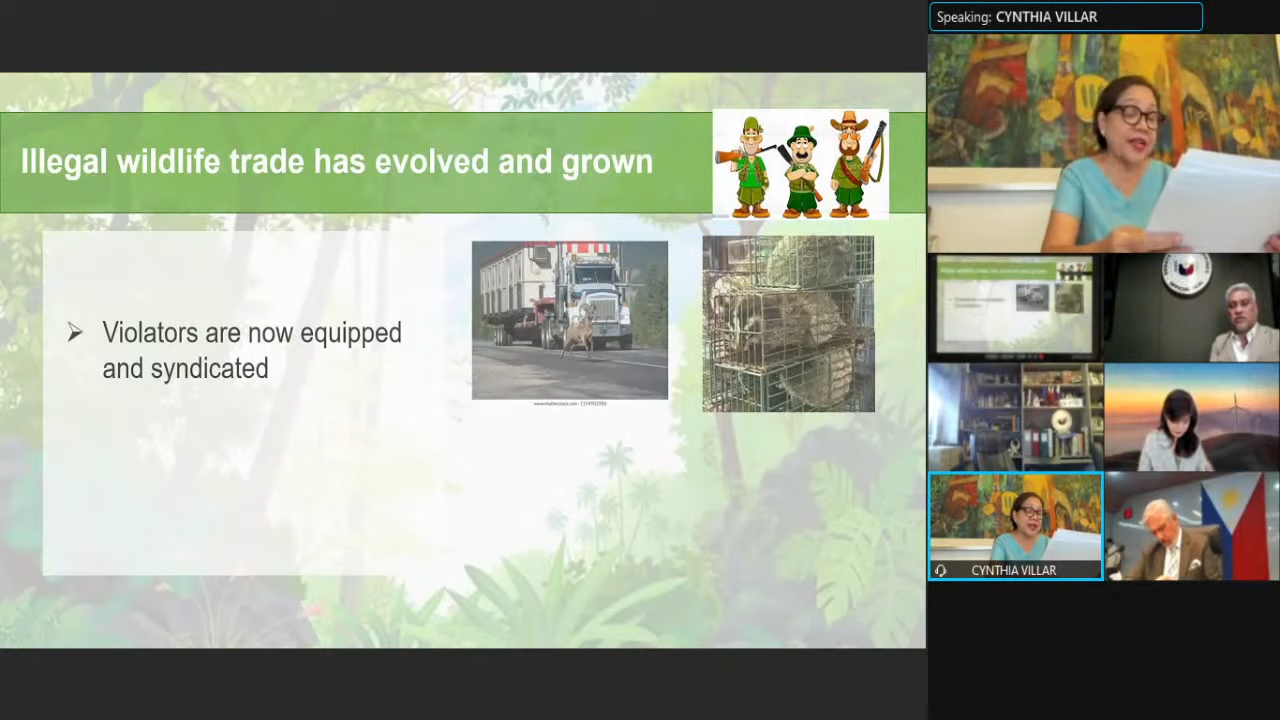 Speaking: CYNTHIA VILLAR
Illegal wildlife trade has evolved and grown
➢ Violators are now equipped
and syndicated
CYNTHIA VILLAR